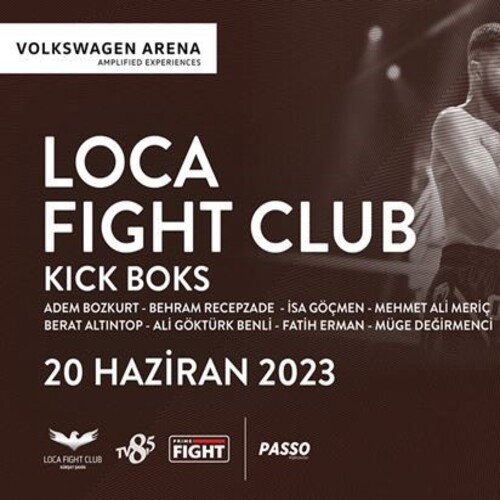 VOLKSWAGEN ARENA
AMPLIFIED EXPERIENCES
LOCA
FIGHT CLUB
KICK BOKS
ADEM BOZKURT - BEHRAM RECEPZADE - İSA GÖÇMEN - MEHMET ALİ MERİÇ
BERAT ALTINTOP - ALİ GÖKTÜRK BENLİ - FATİH ERMAN - MÜGE DEĞİRMENCİ
20 HAZİRAN 2023
LOCA FIGHT CLUB
TV8,5
PRIME
FIGHT
PASSO